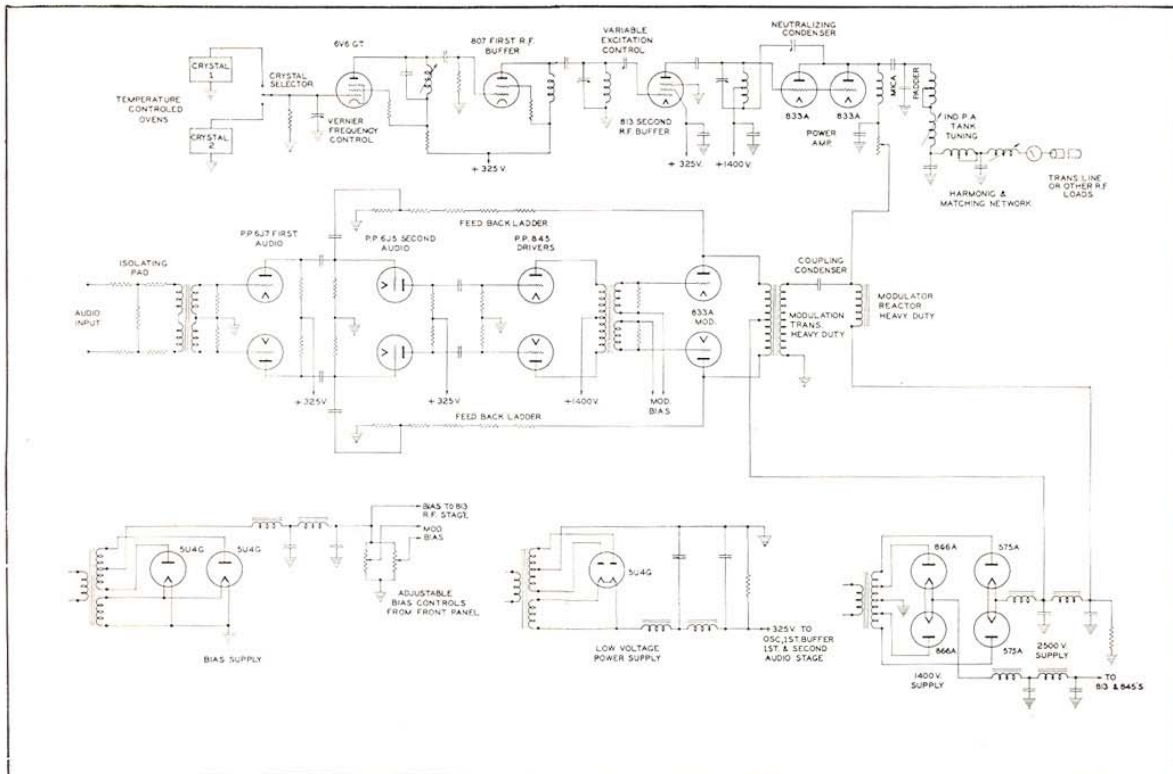 NEUTRALIZING
CONDENSER
VARIABLE
EXCITATION
CONTROL
807 FIRST R.F.
BUFFER
6V6 GT
CRYSTAL
1
CRYSTAL
SELECTOR
TEMPERATURE
CONTROLED
OVENS
CRYSTAL
2
VERNIER
FREQUENCY
CONTROL
+ 325 V.
813 SECOND
R.F. BUFFER
+ 325 V.
+1400 V.
833A
833A
POWER
AMP.
MICA
PADDER
IND P.A
TANK
TUNING
HARMONIC &
MATCHING NETWORK
TRANS. LINE
OR OTHER R.F
LOADS
FEED BACK LADDER
P.P. 6J7 FIRST
AUDIO
P.P. 6J5 SECOND
AUDIO
P.P. 845
DRIVERS
COUPLING
CONDENSER
ISOLATING
PAD
AUDIO
INPUT
833A
MOD.
MODULATION
TRANS.
HEAVY DUTY
MODULATOR
REACTOR
HEAVY DUTY
+325V.
+325V.
+1400V.
MOD.
BIAS
FEED BACK LADDER
BIAS TO 813
R.F. STAGE
MOD.
BIAS
5U4G
5U4G
ADJUSTABLE
BIAS CONTROLS
FROM FRONT PANEL
BIAS SUPPLY
5U4G
LOW VOLTAGE
POWER SUPPLY
325V. TO
OSC, 1ST. BUFFER
1ST. & SECOND
AUDIO STAGE
866A
575A
866A
575A
2500 V.
SUPPLY
1400V.
SUPPLY
TO
813 & 845'S